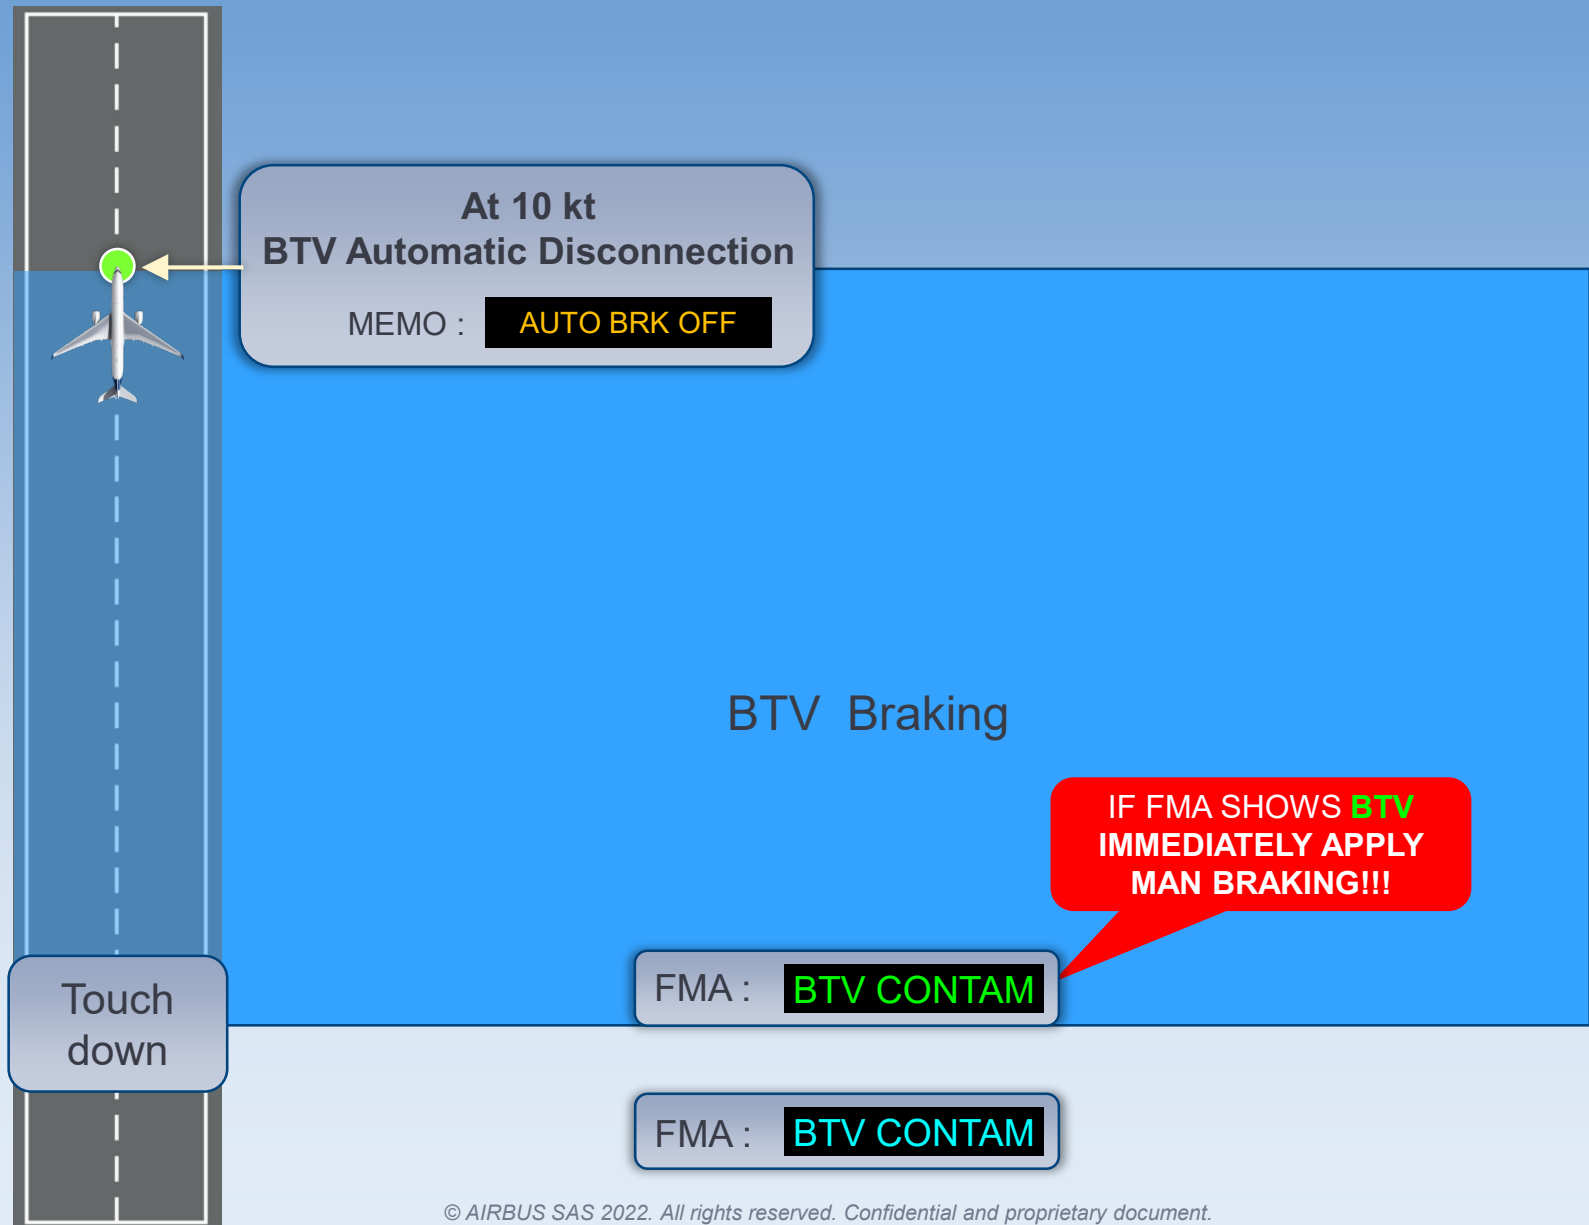 At 10 kt
BTV Automatic Disconnection
MEMO : AUTO BRK OFF
BTV Braking
IF FMA SHOWS BTV
IMMEDIATELY APPLY
MAN BRAKING!!!
FMA : BTV CONTAM
Touch
down
FMA : BTV CONTAM
© AIRBUS SAS 2022. All rights reserved. Confidential and proprietary document.